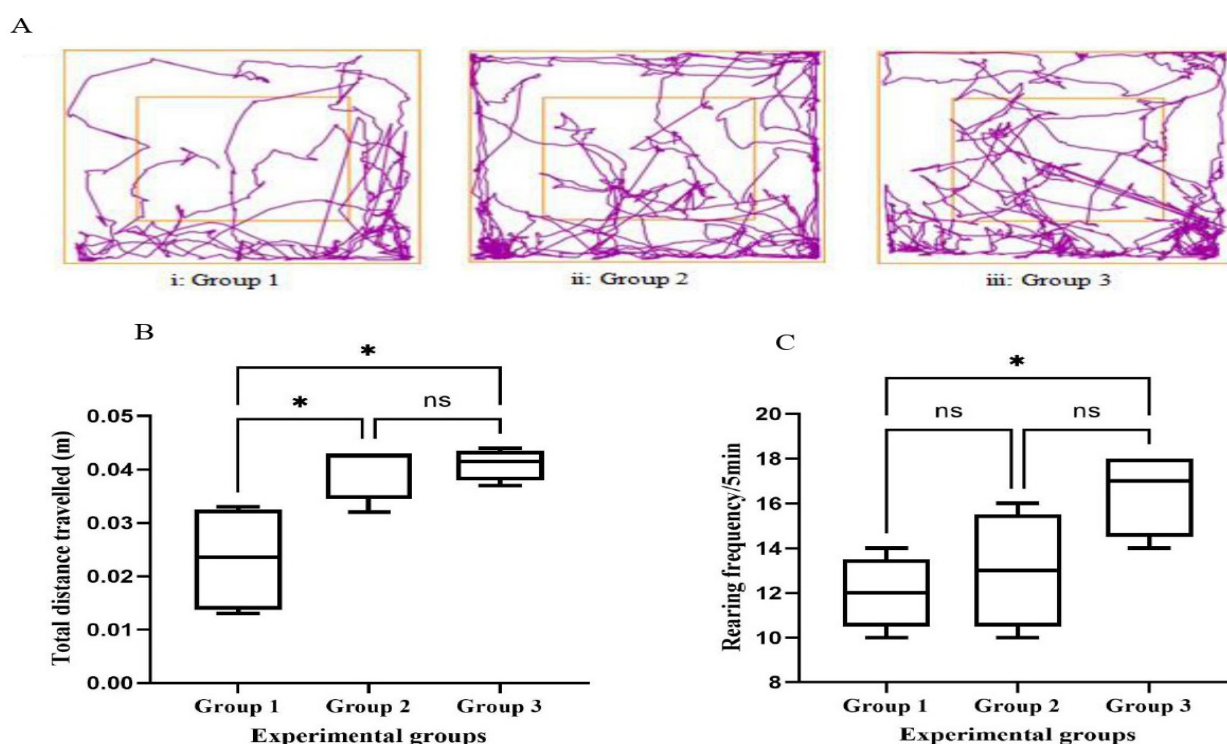 A
i: Group 1
ii: Group 2
iii: Group 3
B
*
*
ns
Total distance travelled (m)
0.05
0.04
0.03
0.02
0.01
0.00
Group 1 Group 2 Group 3
Experimental groups
C
*
ns
ns
Rearing frequency/5min
20
18
16
14
12
10
8
Group 1 Group 2 Group 3
Experimental groups